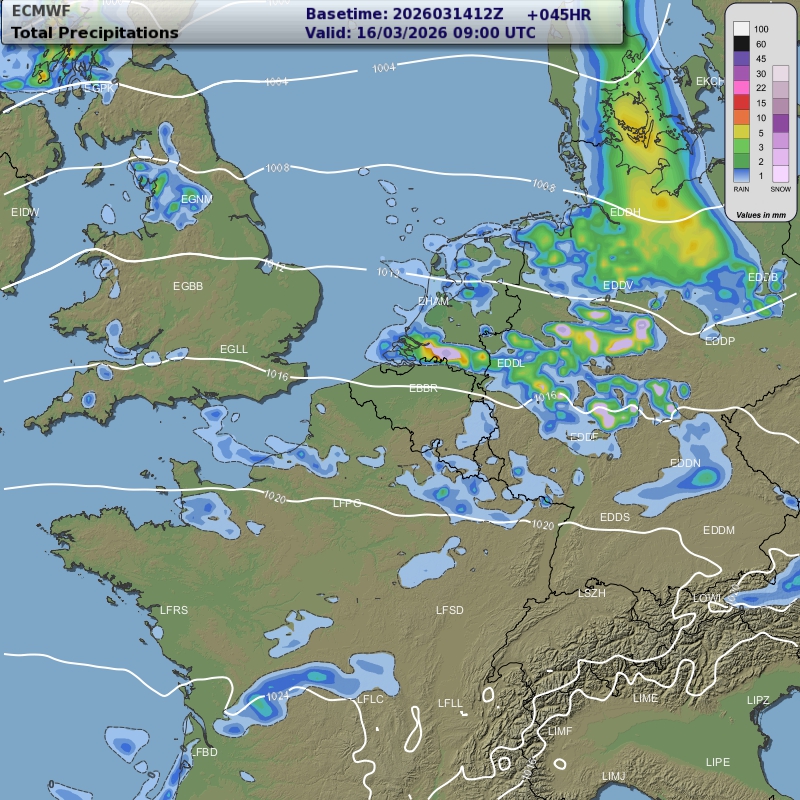 ECMWF
Basetime: 2026031412Z +045HR
Total Precipitations
Valid: 16/03/2026 09:00 UTC
100
60
45
30
22
15
10
5
3
2
1
RAIN
SNOW
Values in mm
1004
1004
EGPK
EKCH
1008
1008
EGNM
EIDW
EDDH
1012
1012
EDDB
EGBB
EDDV
EHAM
EDDP
EGLL
EDDL
1016
EBBR
1016
EDDF
EDDN
1020
LFPG
EDDS
1020
EDDM
LSZH
LOWI
LFRS
LFSD
1024
LFLC
LFLL
LIME
LIPZ
LIMF
LFBD
LIPE
1016
LIMJ